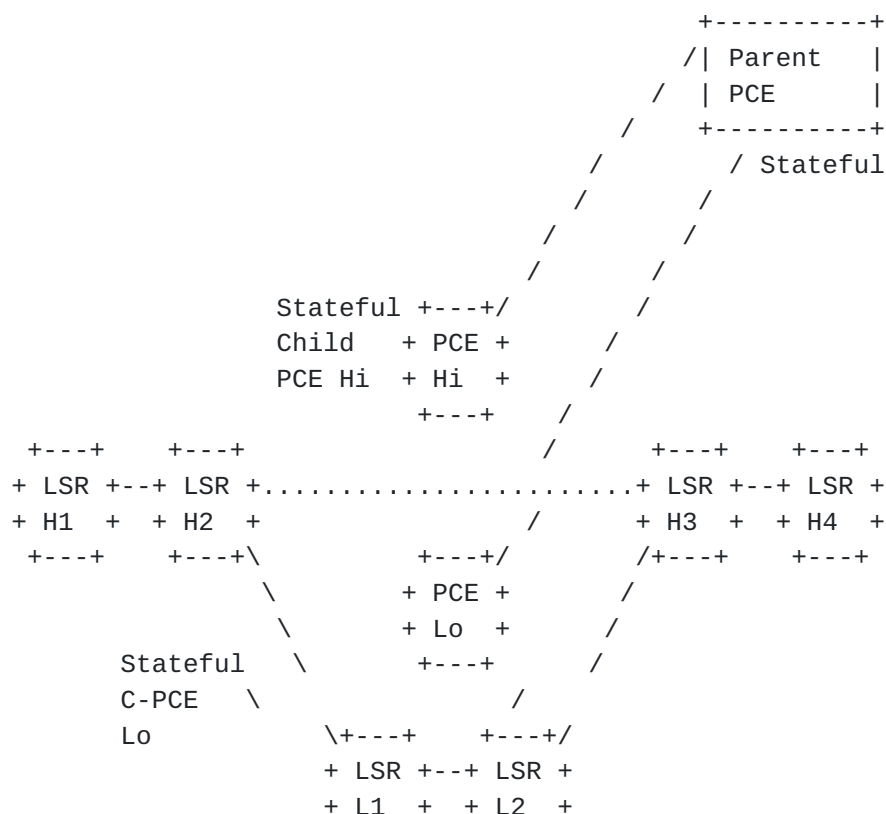 +----------+
                                            /| Parent   |
                                          /  | PCE      |
                                        /    +----------+
                                      /        / Stateful
                                     /       /
                                   /        /
                                  /       /
                 Stateful +---+/        /
                 Child   + PCE +      /
                 PCE Hi  + Hi  +     /
                          +---+    /
 +---+    +---+                   /      +---+    +---+
+ LSR +--+ LSR +........................+ LSR +--+ LSR +
+ H1  +  + H2  +                 /      + H3  +  + H4  +
 +---+    +---+\          +---+/        /+---+    +---+
                \        + PCE +       /
                 \       + Lo  +      /
       Stateful   \       +---+      /
       C-PCE   \                /
       Lo           \+---+    +---+/
                    + LSR +--+ LSR +
                    + L1  +  + L2  +